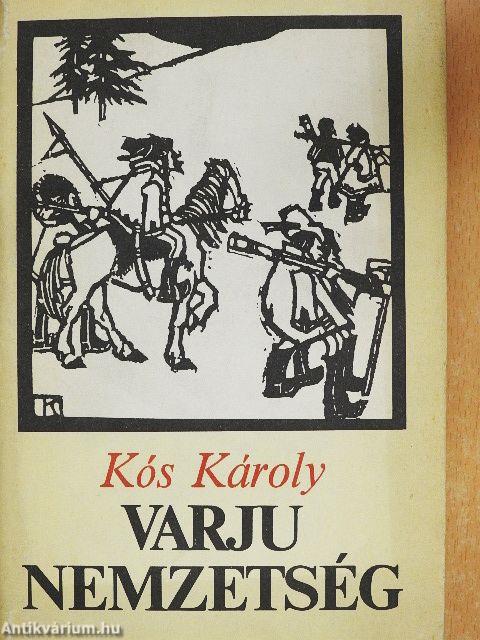 Kós Károly
VARJU
NEMZETSÉG
Antikvárium.hu